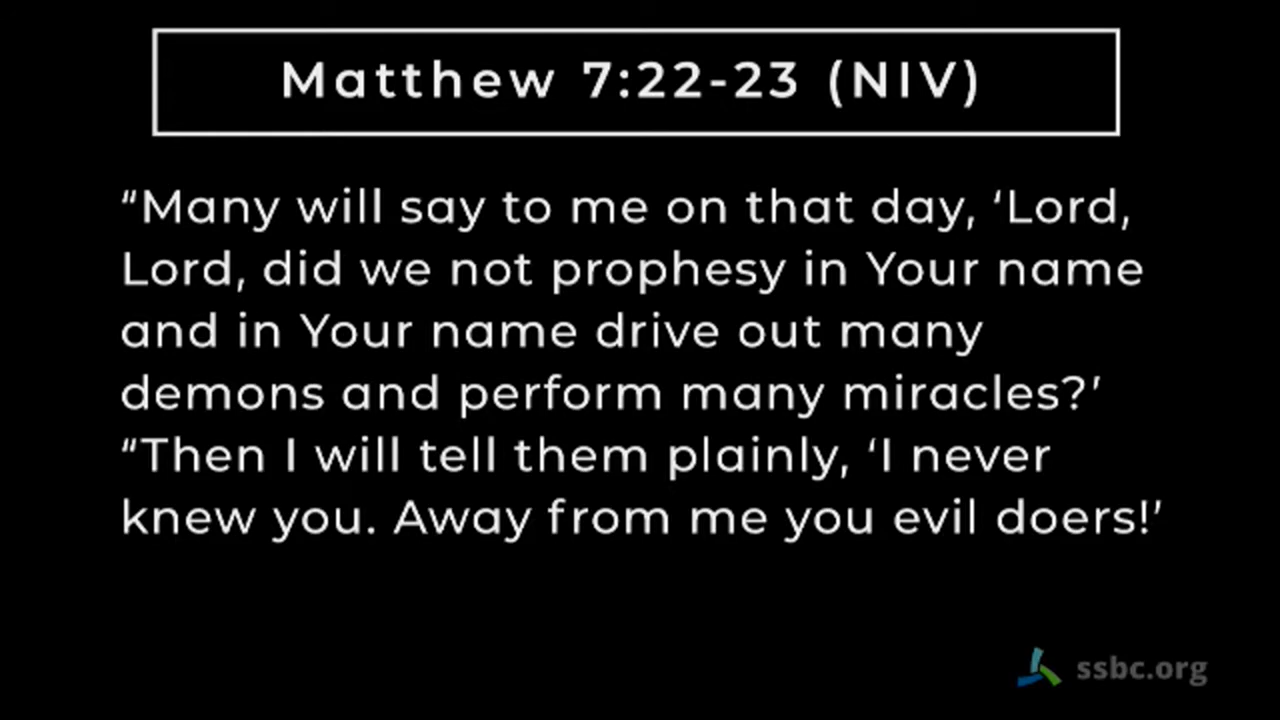 Matthew 7:22-23 (NIV)
"Many will say to me on that day, ‘Lord,
Lord, did we not prophesy in Your name
and in Your name drive out many
demons and perform many miracles?’
"Then I will tell them plainly, ‘I never
knew you. Away from me you evil doers!’
ssbc.org